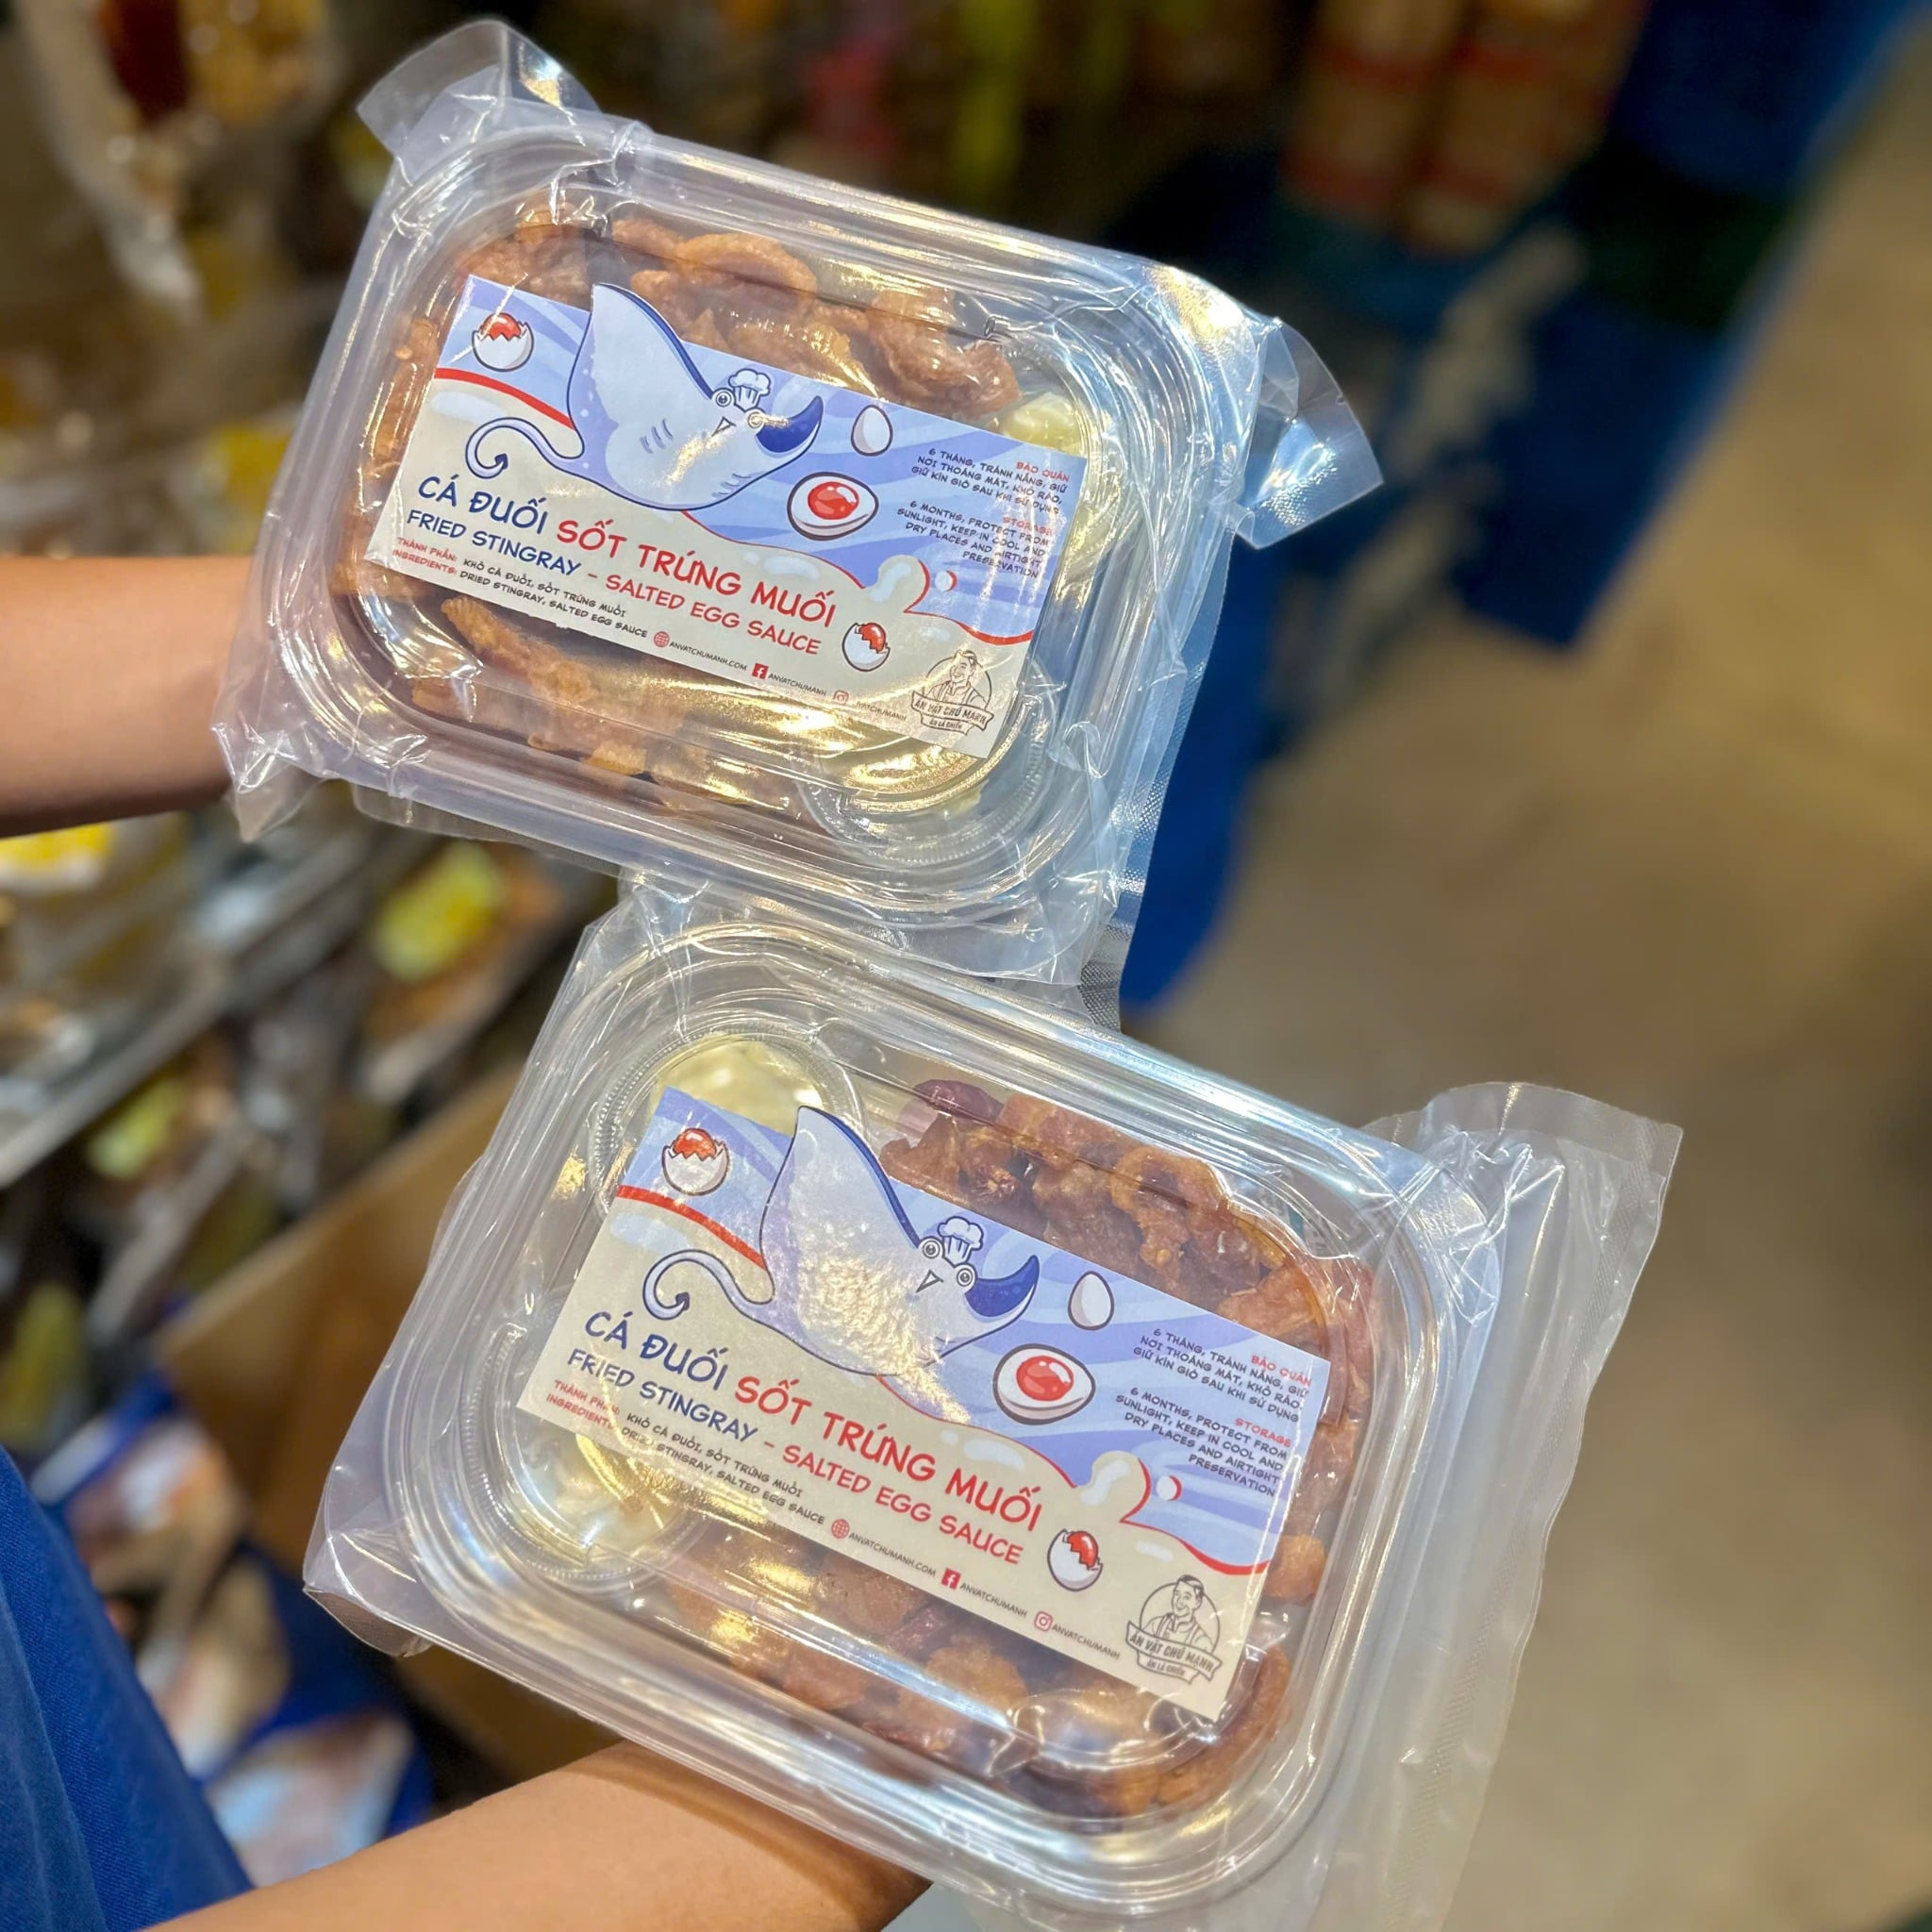 BẢO QUẢN
6 THÁNG, TRÁNH NẮNG, GIỮ
NƠI THOÁNG MÁT, KHÔ RÁO,
GIỮ KÍN GIÓ SAU KHI SỬ DỤNG
STORAGE
6 MONTHS, PROTECT FROM
SUNLIGHT, KEEP IN COOL AND
DRY PLACES AND AIRTIGHT
PRESERVATION
CÁ ĐUỐI SỐT TRỨNG MUỐI
FRIED STINGRAY - SALTED EGG SAUCE
THÀNH PHẦN: KHÔ CÁ ĐUỐI, SỐT TRỨNG MUỐI
INGREDIENTS: DRIED STINGRAY, SALTED EGG SAUCE
ANVATCHUMANH.COM ANVATCHUMANH
ĂN VẶT CHÚ MẠNH
ĂN LÀ GHIỀN
BẢO QUẢN
6 THÁNG, TRÁNH NẮNG, GIỮ
NƠI THOÁNG MÁT, KHÔ RÁO,
GIỮ KÍN GIÓ SAU KHI SỬ DỤNG
STORAGE
6 MONTHS, PROTECT FROM
SUNLIGHT, KEEP IN COOL AND
DRY PLACES AND AIRTIGHT
PRESERVATION
CÁ ĐUỐI SỐT TRỨNG MUỐI
FRIED STINGRAY - SALTED EGG SAUCE
THÀNH PHẦN: KHÔ CÁ ĐUỐI, SỐT TRỨNG MUỐI
INGREDIENTS: DRIED STINGRAY, SALTED EGG SAUCE
ANVATCHUMANH.COM ANVATCHUMANH ANVATCHUMANH
ĂN VẶT CHÚ MẠNH
ĂN LÀ GHIỀN